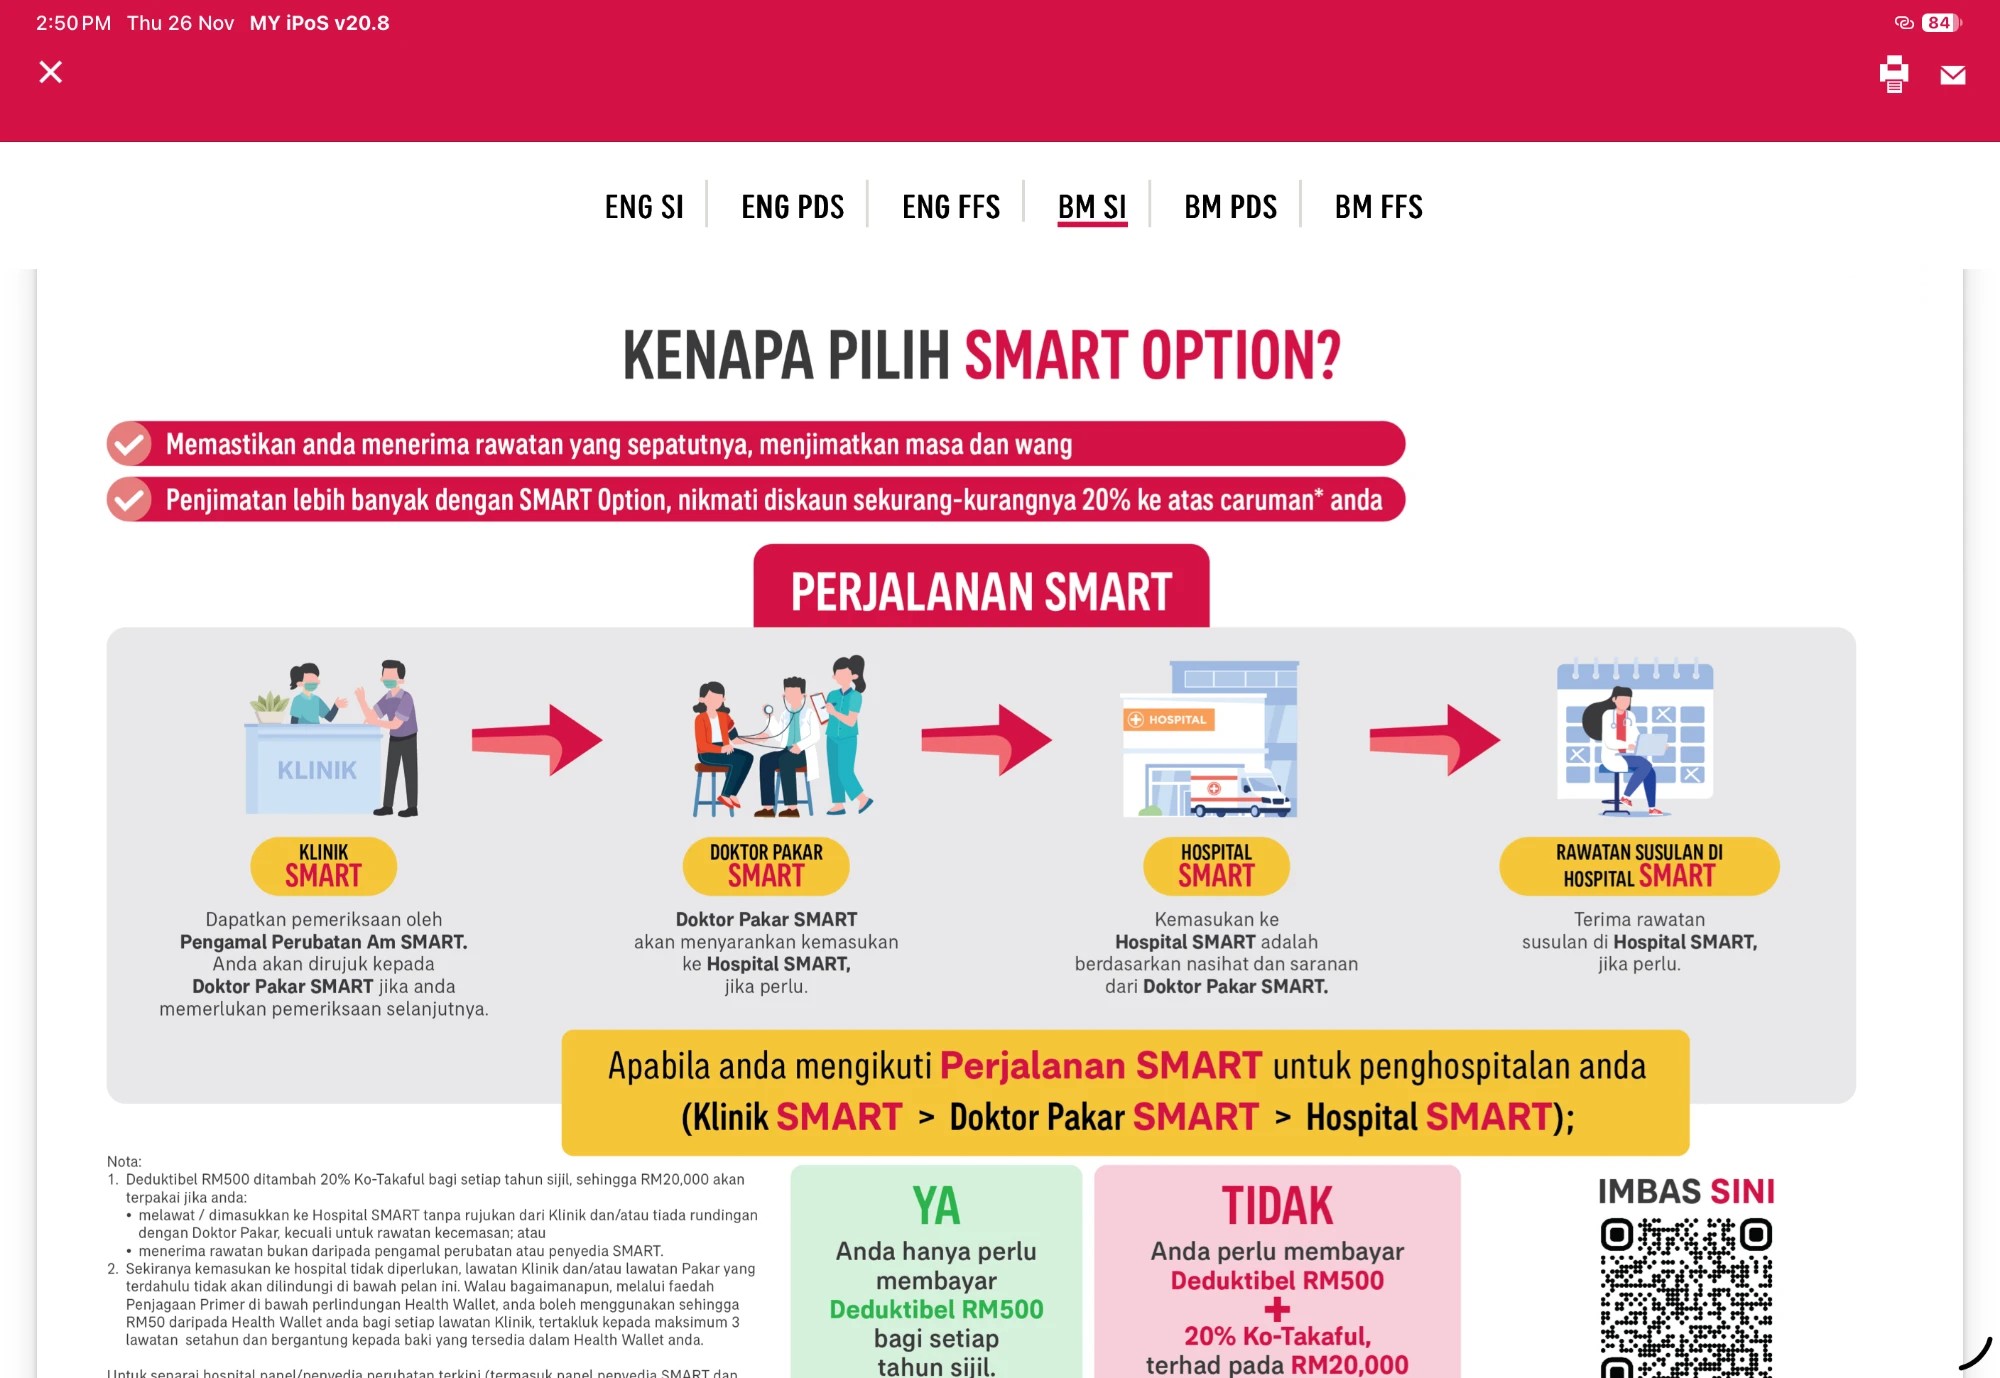 2:50 PM Thu 26 Nov MY iPoS v20.8
84
ENG SI
ENG PDS
ENG FFS
BM SI
BM PDS
BM FFS
KENAPA PILIH SMART OPTION?
Memastikan anda menerima rawatan yang sepatutnya, menjimatkan masa dan wang
Penjimatan lebih banyak dengan SMART Option, nikmati diskaun sekurang-kurangnya 20% ke atas caruman* anda
PERJALANAN SMART
KLINIK
HOSPITAL
KLINIK
SMART
Dapatkan pemeriksaan oleh
Pengamal Perubatan Am SMART.
Anda akan dirujuk kepada
Doktor Pakar SMART jika anda
memerlukan pemeriksaan selanjutnya.
DOKTOR PAKAR
SMART
Doktor Pakar SMART
akan menyarankan kemasukan
ke Hospital SMART,
jika perlu.
HOSPITAL
SMART
Kemasukan ke
Hospital SMART adalah
berdasarkan nasihat dan saranan
dari Doktor Pakar SMART.
RAWATAN SUSULAN DI
HOSPITAL SMART
Terima rawatan
susulan di Hospital SMART,
jika perlu.
Apabila anda mengikuti Perjalanan SMART untuk penghospitalan anda
(Klinik SMART > Doktor Pakar SMART > Hospital SMART);
Nota:
1. Deduktibel RM500 ditambah 20% Ko-Takaful bagi setiap tahun sijil, sehingga RM20,000 akan
terpakai jika anda:
• melawat / dimasukkan ke Hospital SMART tanpa rujukan dari Klinik dan/atau tiada rundingan
dengan Doktor Pakar, kecuali untuk rawatan kecemasan; atau
• menerima rawatan bukan daripada pengamal perubatan atau penyedia SMART.
2. Sekiranya kemasukan ke hospital tidak diperlukan, lawatan Klinik dan/atau lawatan Pakar yang
terdahulu tidak akan dilindungi di bawah pelan ini. Walau bagaimanapun, melalui faedah
Penjagaan Primer di bawah perlindungan Health Wallet, anda boleh menggunakan sehingga
RM50 daripada Health Wallet anda bagi setiap lawatan Klinik, tertakluk kepada maksimum 3
lawatan setahun dan bergantung kepada baki yang tersedia dalam Health Wallet anda.
Untuk senarai hospital panel/penyedia perubatan terkini (termasuk panel penyedia SMART dan
YA
Anda hanya perlu
membayar
Deduktibel RM500
bagi setiap
tahun sijil.
TIDAK
Anda perlu membayar
Deduktibel RM500
+
20% Ko-Takaful,
terhad pada RM20,000
IMBAS SINI